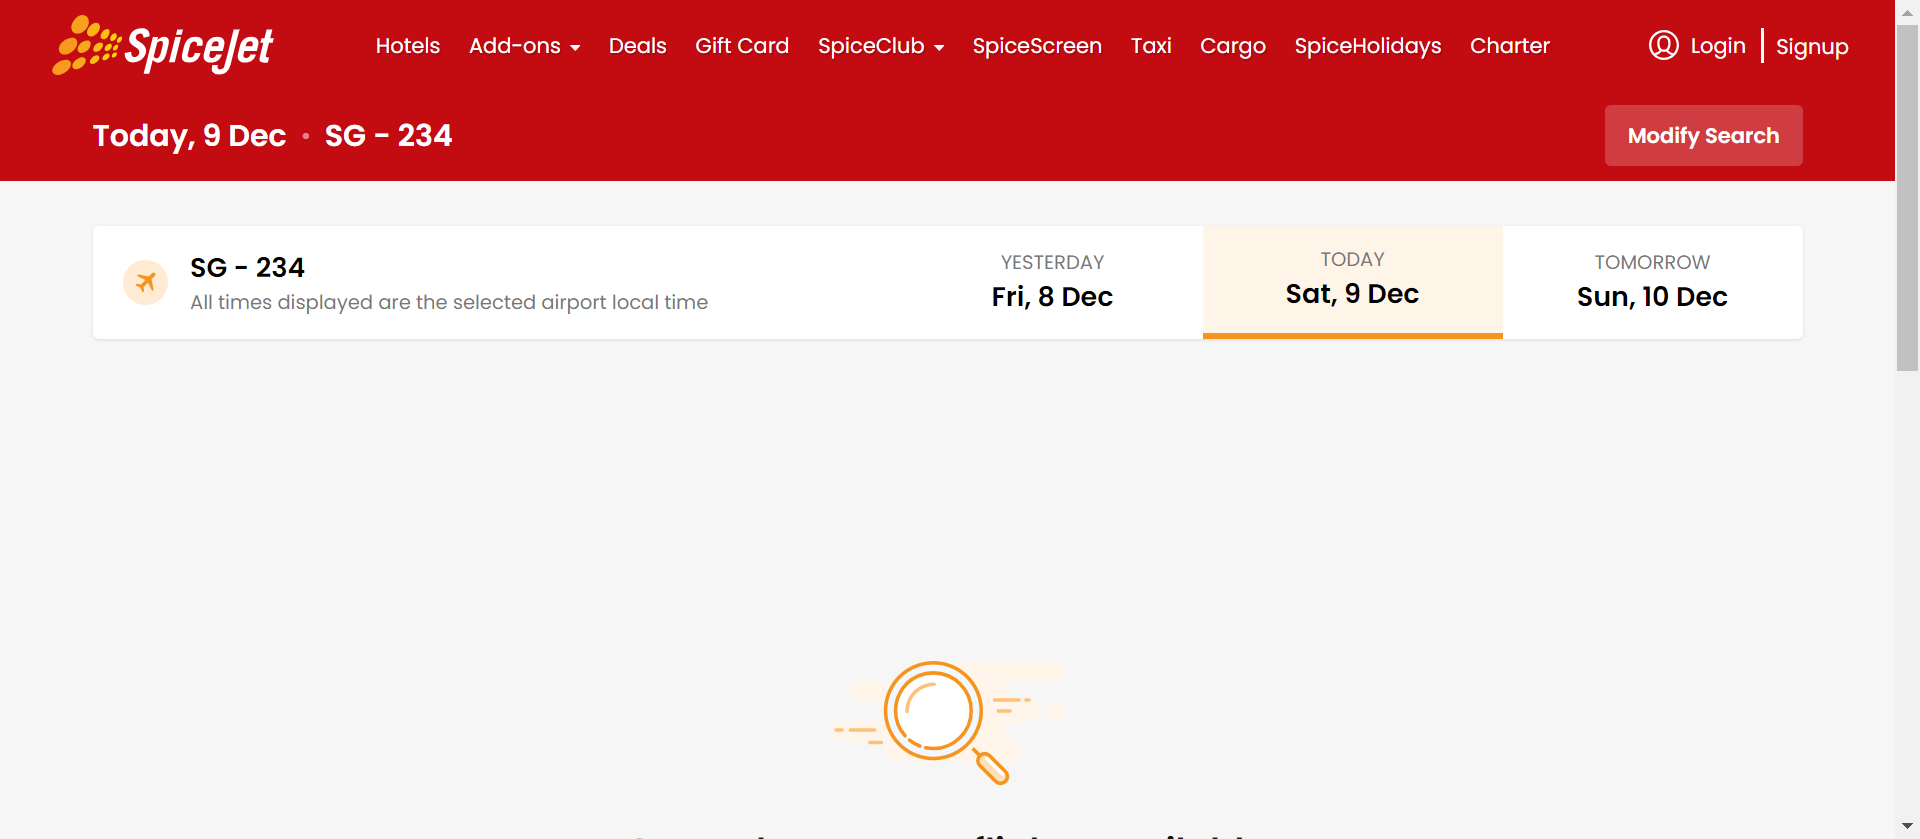 SpiceJet
Hotels Add-ons Deals Gift Card SpiceClub SpiceScreen Taxi Cargo SpiceHolidays Charter Login Signup
Today, 9 Dec • SG - 234 Modify Search
SG - 234
All times displayed are the selected airport local time
YESTERDAY
Fri, 8 Dec
TODAY
Sat, 9 Dec
TOMORROW
Sun, 10 Dec